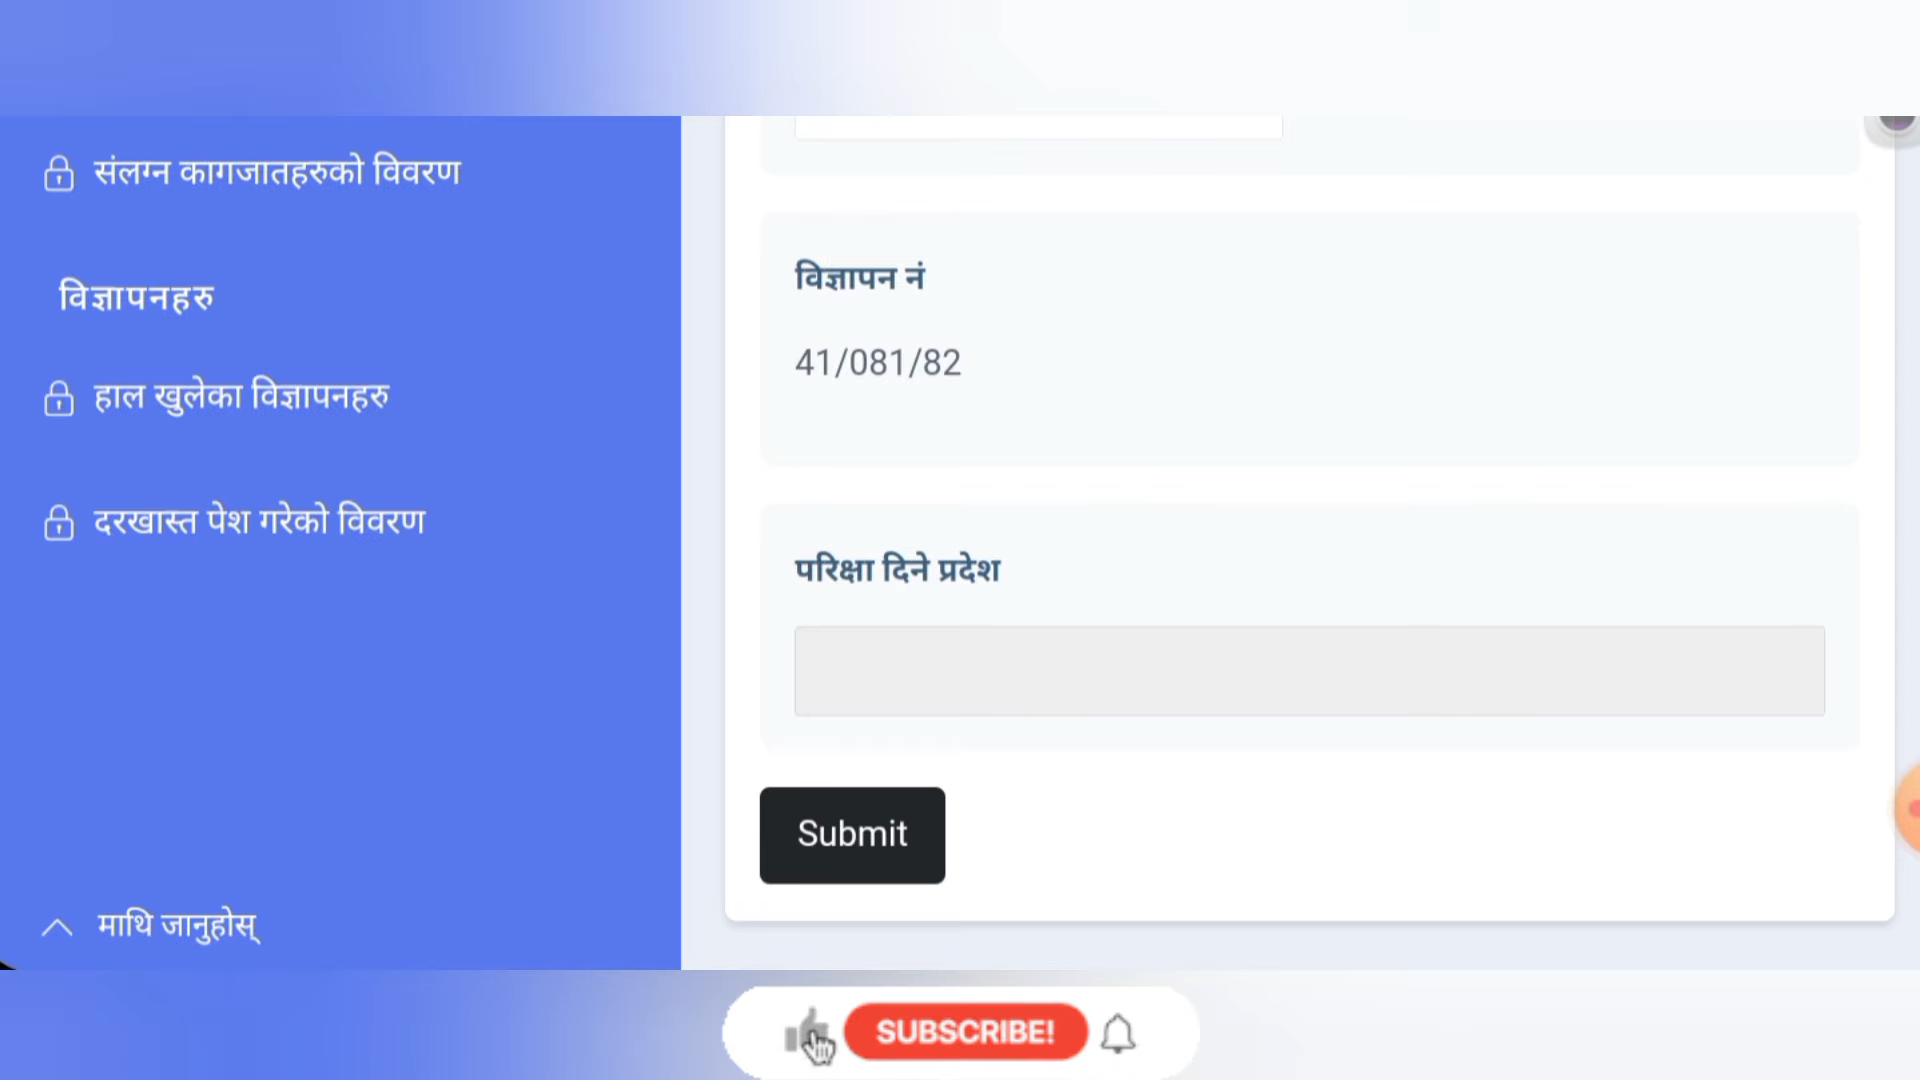 संलग्न कागजातहरुको विवरण
विज्ञापनहरु
हाल खुलेका विज्ञापनहरु
दरखास्त पेश गरेको विवरण
माथि जानुहोस्
विज्ञापन नं
41/081/82
परिक्षा दिने प्रदेश
Submit
SUBSCRIBE!